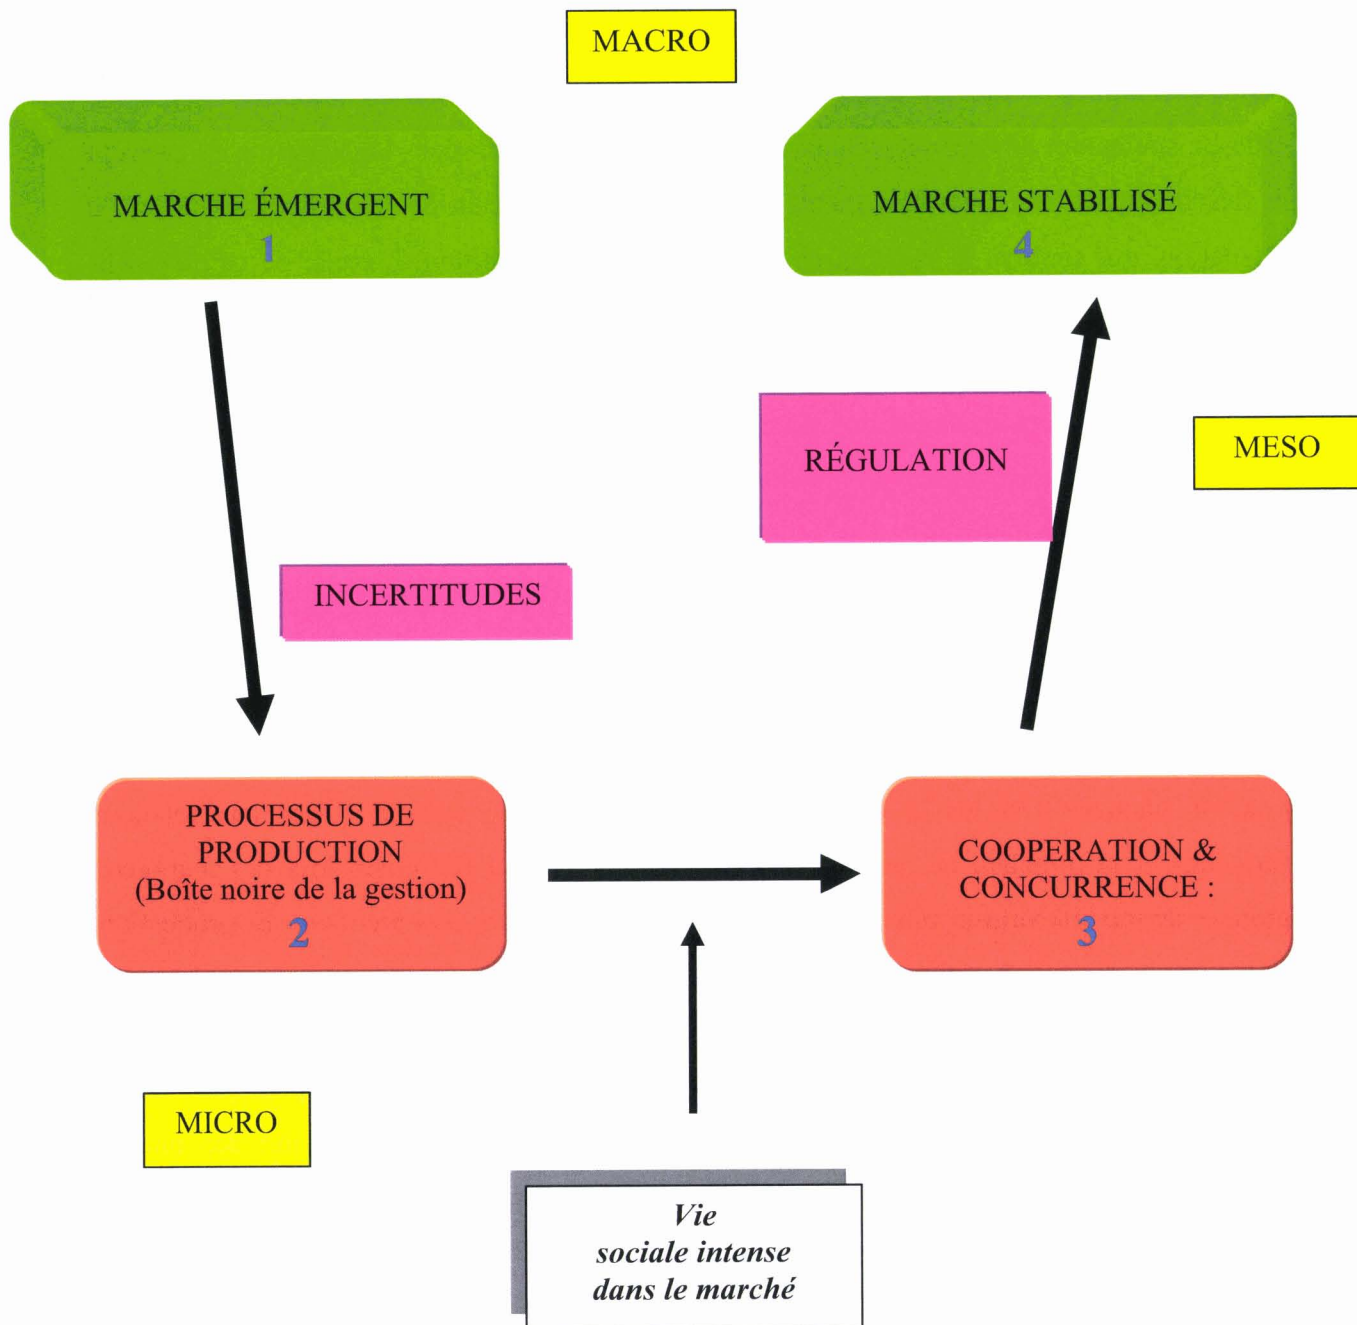 MACRO
MARCHE ÉMERGENT
1
MARCHE STABILISÉ
4
RÉGULATION
MESO
INCERTITUDES
PROCESSUS DE
PRODUCTION
(Boîte noire de la gestion)
2
COOPERATION &
CONCURRENCE :
3
MICRO
Vie
sociale intense
dans le marché